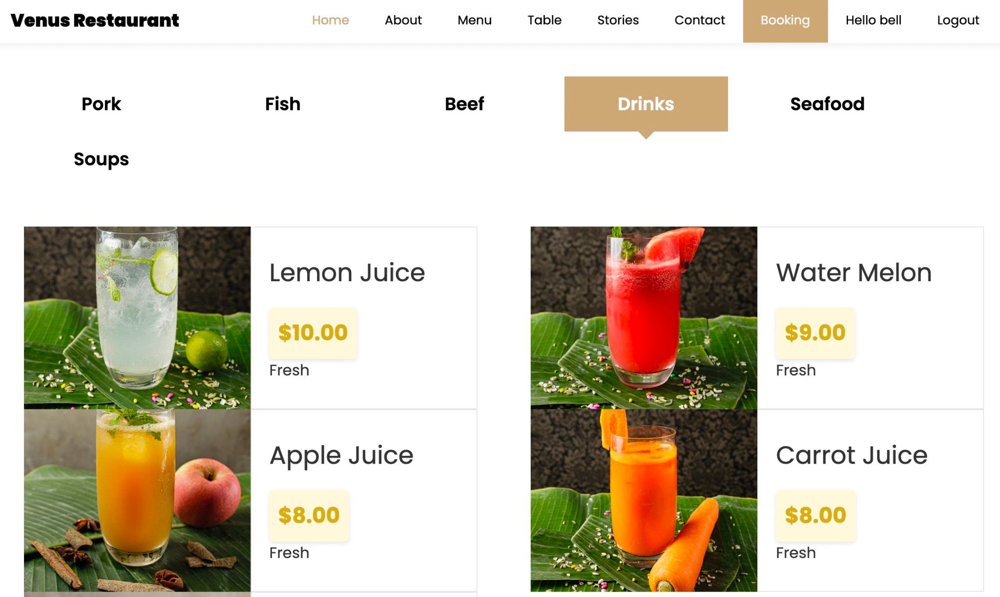 Venus Restaurant Home About Menu Table Stories Contact Booking Hello bell Logout
Pork Fish Beef Drinks Seafood
Soups
Lemon Juice
$10.00
Fresh
Water Melon
$9.00
Fresh
Apple Juice
$8.00
Fresh
Carrot Juice
$8.00
Fresh